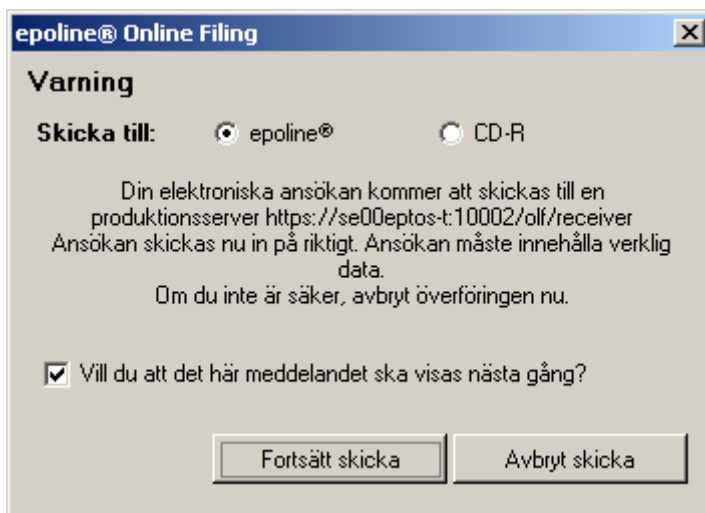 epoline® Online Filing
Varning
Skicka till: epoline® CD-R
Din elektroniska ansökan kommer att skickas till en
produktionsserver https://se00eptos-t:10002/olf/receiver
Ansökan skickas nu in på riktigt. Ansökan måste innehålla verklig
data.
Om du inte är säker, avbryt överföringen nu.
Vill du att det här meddelandet ska visas nästa gång?
Fortsätt skicka Avbryt skicka